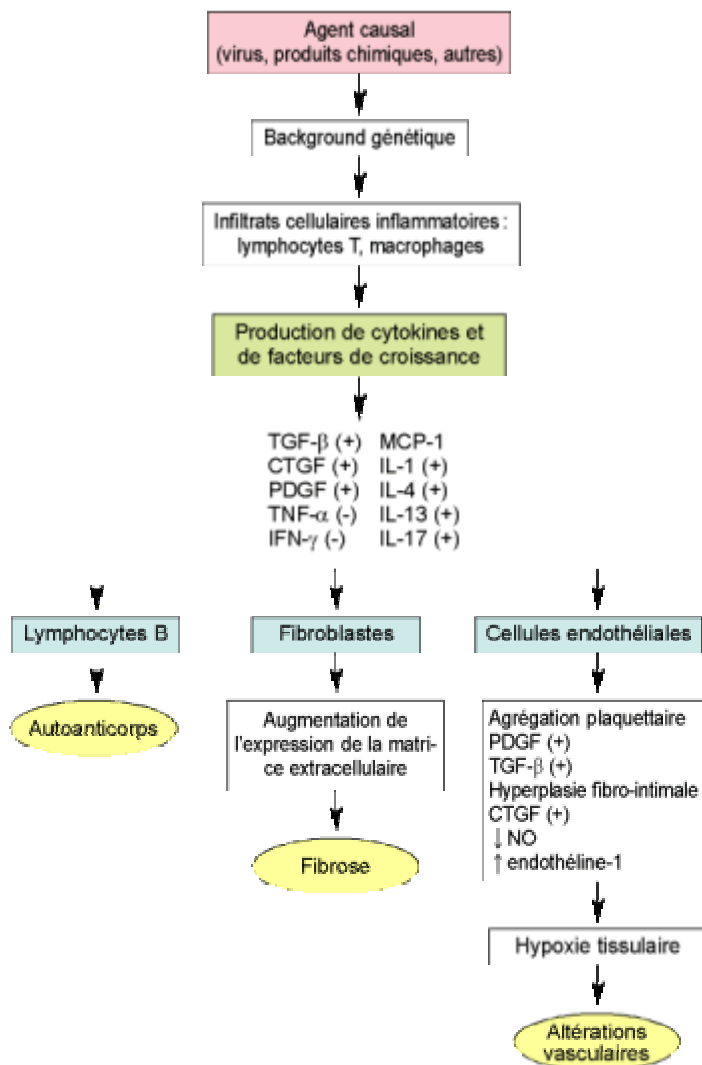 Agent causal
(virus, produits chimiques, autres)
Background génétique
Infiltrats cellulaires inflammatoires :
lymphocytes T, macrophages
Production de cytokines et
de facteurs de croissance
TGF-β (+) MCP-1
CTGF (+) IL-1 (+)
PDGF (+) IL-4 (+)
TNF-α (-) IL-13 (+)
IFN-γ (-) IL-17 (+)
Lymphocytes B
Autoanticorps
Fibroblastes
Augmentation de
l'expression de la matri-
ce extracellulaire
Fibrose
Cellules endothéliales
Agrégation plaquettaire
PDGF (+)
TGF-β (+)
Hyperplasie fibro-intimale
CTGF (+)
↓ NO
↑ endothéline-1
Hypoxie tissulaire
Altérations
vasculaires